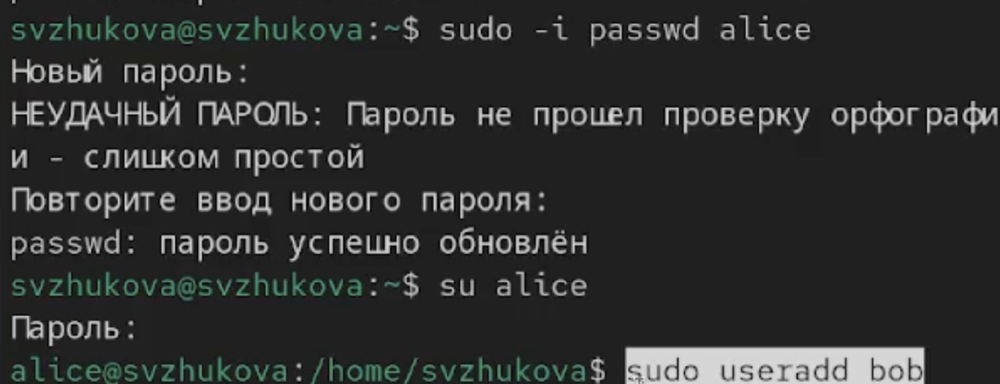 svzhukova@svzhukova:~$ sudo -i passwd alice
Новый пароль:
НЕУДАЧНЫЙ ПАРОЛЬ: Пароль не прошел проверку орфографи
и - слишком простой
Повторите ввод нового пароля:
passwd: пароль успешно обновлён
svzhukova@svzhukova:~$ su alice
Пароль:
alice@svzhukova:/home/svzhukova$ sudo useradd bob